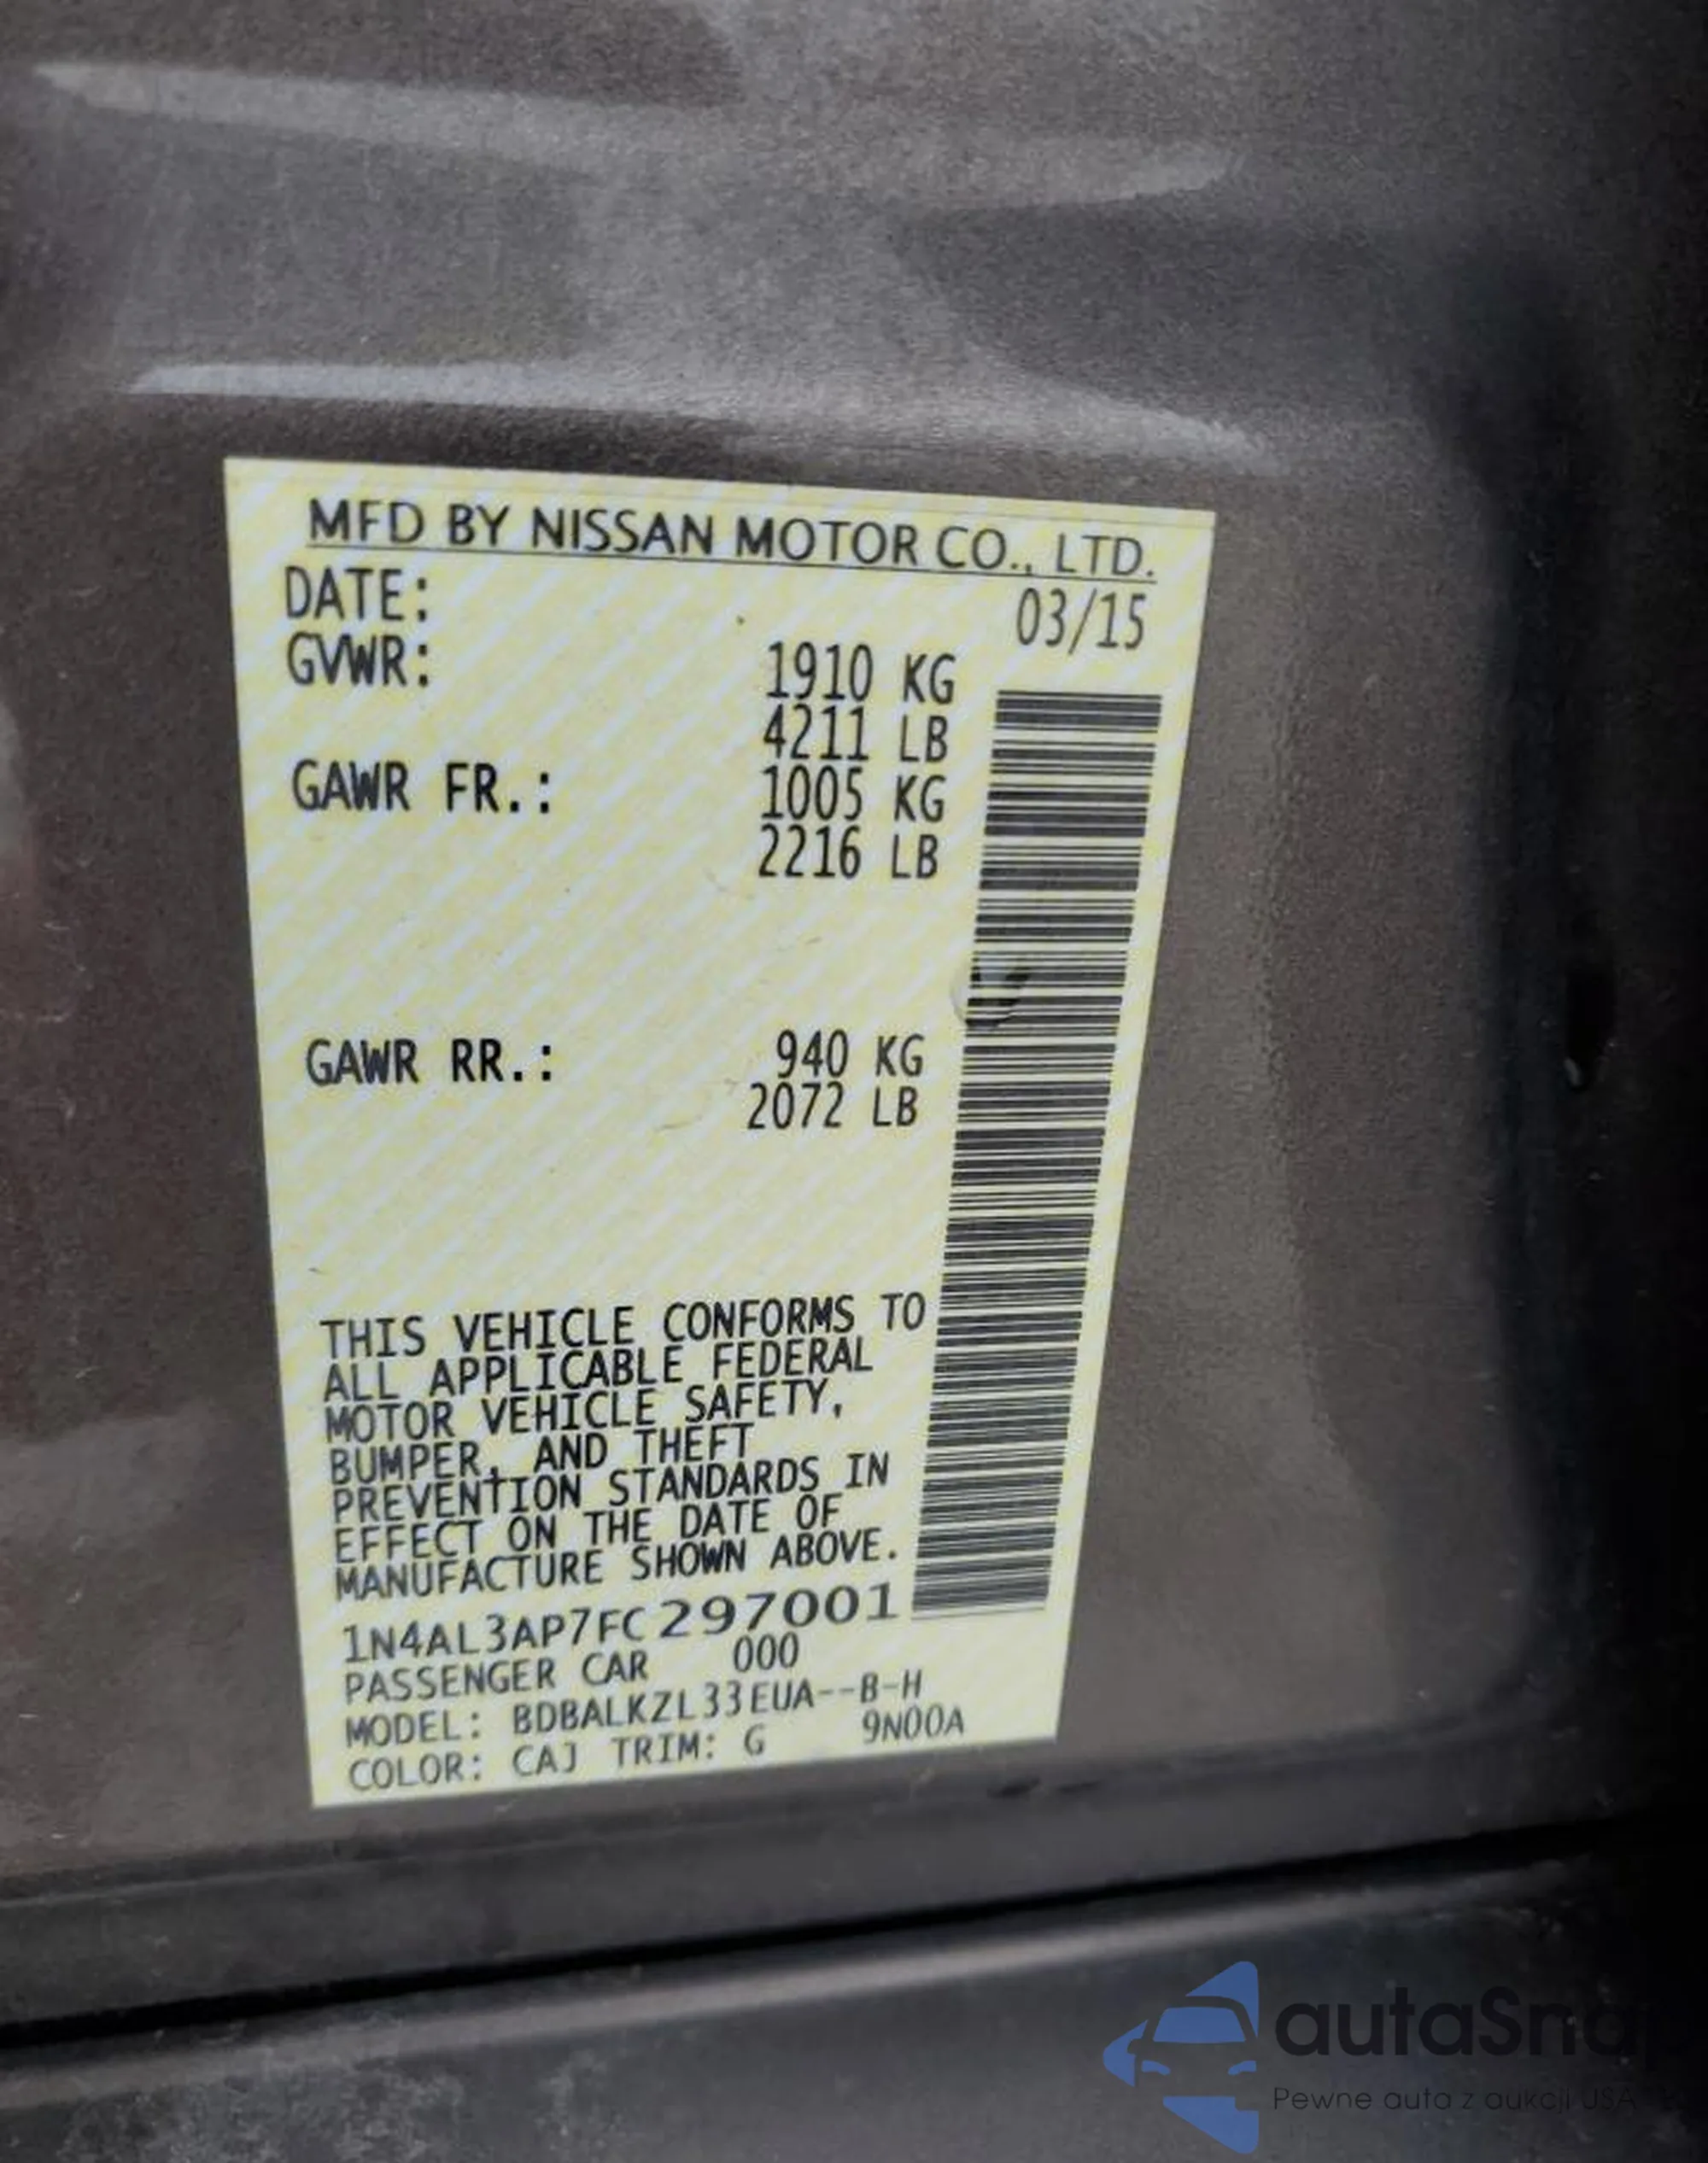 MFD BY NISSAN MOTOR CO., LTD.
DATE: 03/15
GVWR: 1910 KG
4211 LB
GAWR FR.: 1005 KG
2216 LB
GAWR RR.: 940 KG
2072 LB
THIS VEHICLE CONFORMS TO
ALL APPLICABLE FEDERAL
MOTOR VEHICLE SAFETY,
BUMPER, AND THEFT
PREVENTION STANDARDS IN
EFFECT ON THE DATE OF
MANUFACTURE SHOWN ABOVE.
1N4AL3AP7FC297001
PASSENGER CAR 000
MODEL: BDBALKZL33EUA--B-H
COLOR: CAJ TRIM: G 9N00A
autaSna
Pewne auta z aukcji USA